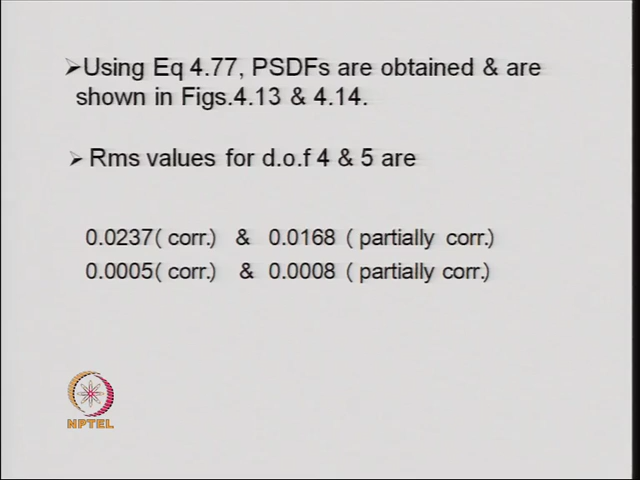 ➢Using Eq 4.77, PSDFs are obtained & are
shown in Figs.4.13 & 4.14.
➢ Rms values for d.o.f 4 & 5 are
0.0237( corr.) & 0.0168 ( partially corr.)
0.0005( corr.) & 0.0008 ( partially corr.)
NPTEL